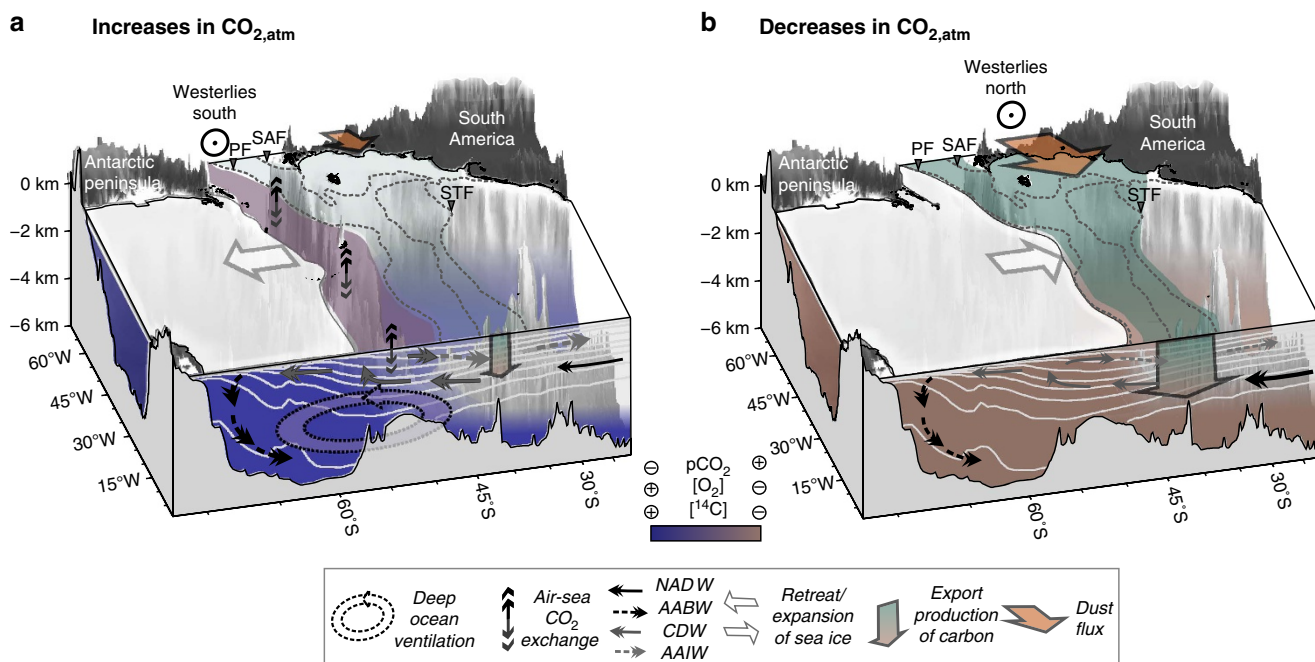 a Increases in CO2,atm
Westerlies
south
PF
SAF
South
America
Antarctic
peninsula
STF
0 km
−2 km
−4 km
−6 km
60°W
45°W
30°W
15°W
60°S
45°S
30°S
b Decreases in CO2,atm
Westerlies
north
PF
SAF
South
America
Antarctic
peninsula
STF
0 km
−2 km
−4 km
−6 km
60°W
45°W
30°W
15°W
60°S
45°S
30°S
⊖ pCO2 ⊕
⊕ [O2] ⊖
⊕ [14C] ⊖
Deep
ocean
ventilation
Air-sea
CO2
exchange
NADW
AABW
CDW
AAIW
Retreat/
expansion
of sea ice
Export
production
of carbon
Dust
flux